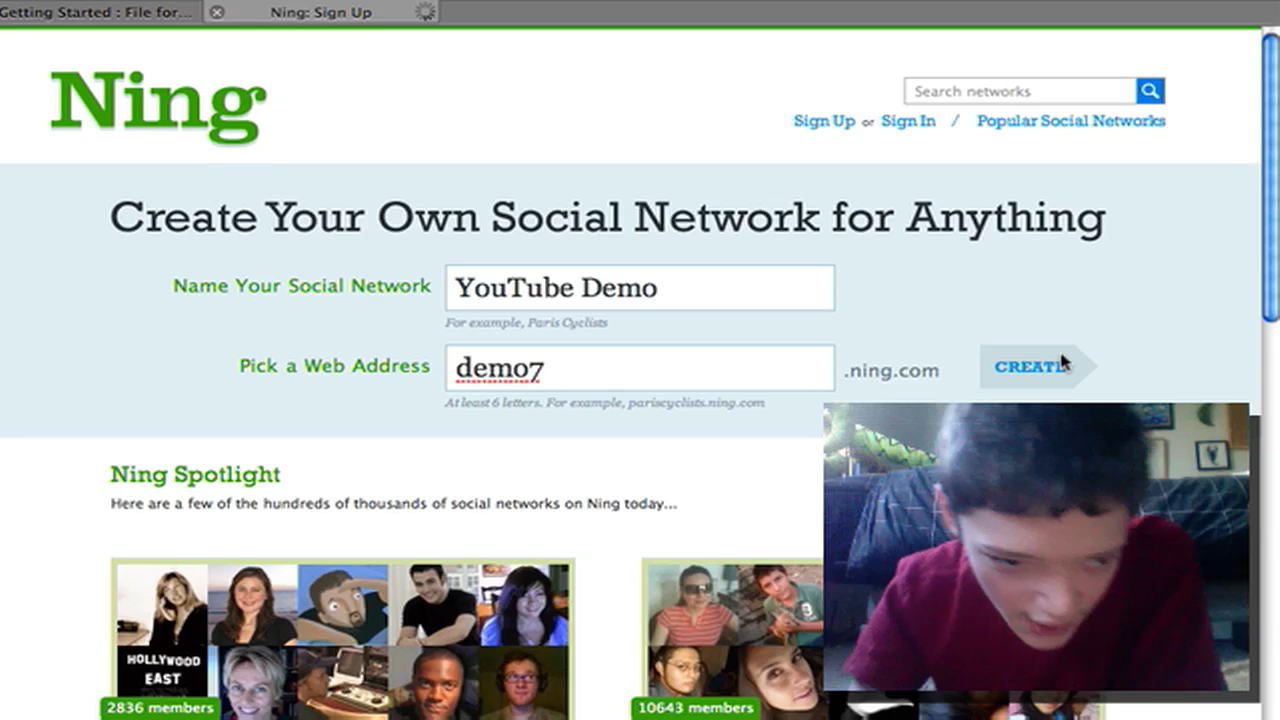 Getting Started : File for...
Ning: Sign Up
Ning
Search networks
Sign Up or Sign In / Popular Social Networks
Create Your Own Social Network for Anything
Name Your Social Network
YouTube Demo
For example, Paris Cyclists
Pick a Web Address
demo7
.ning.com
CREATE
At least 6 letters. For example, pariscyclists.ning.com
Ning Spotlight
Here are a few of the hundreds of thousands of social networks on Ning today...
HOLLYWOOD
EAST
2836 members
10643 members